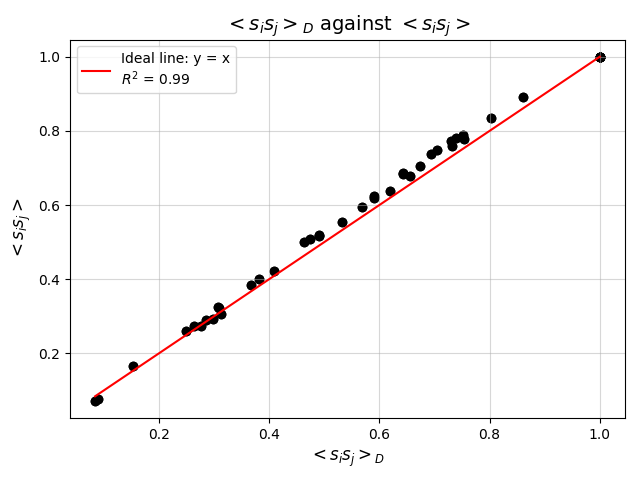 < s_i s_j >_D against < s_i s_j >
Ideal line: y = x
R² = 0.99
1.0
0.8
0.6
0.4
0.2
< s_i s_j >
0.2 0.4 0.6 0.8 1.0
< s_i s_j >_D